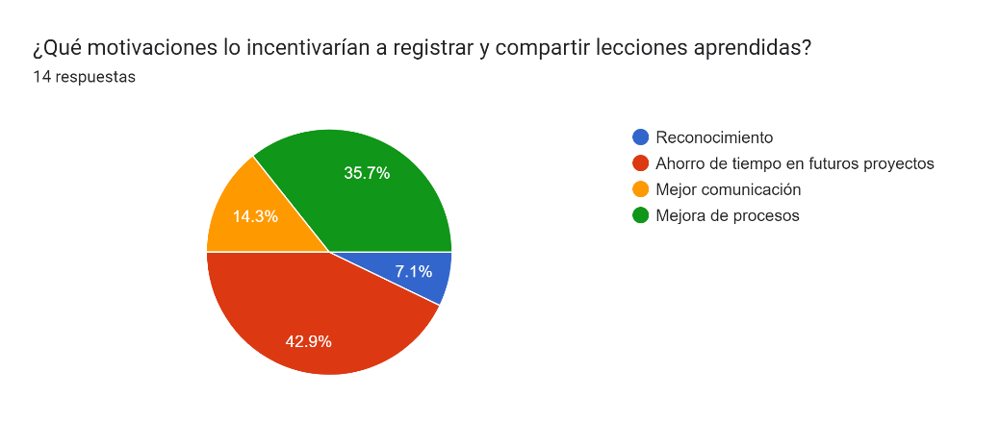 ¿Qué motivaciones lo incentivarían a registrar y compartir lecciones aprendidas?
14 respuestas
35.7%
14.3%
7.1%
42.9%
Reconocimiento
Ahorro de tiempo en futuros proyectos
Mejor comunicación
Mejora de procesos